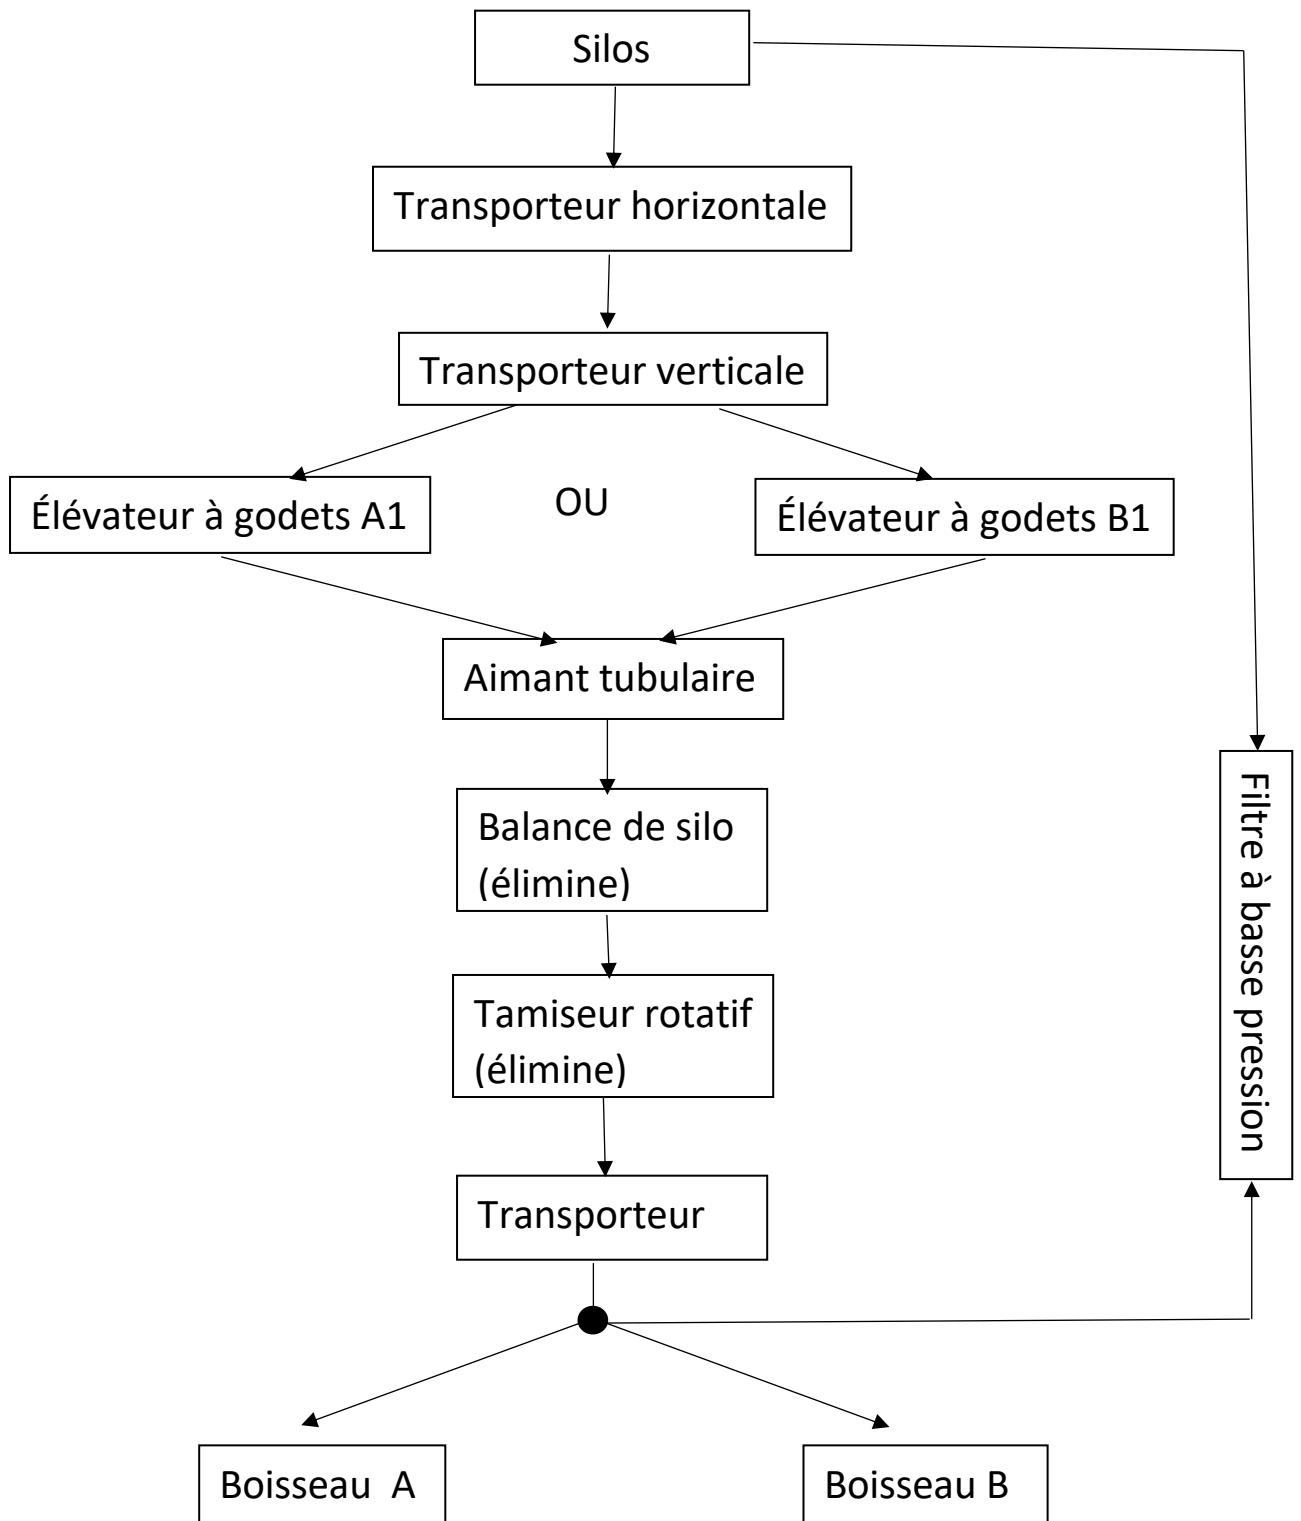 Silos
Transporteur horizontale
Transporteur verticale
Élévateur à godets A1
OU
Élévateur à godets B1
Aimant tubulaire
Balance de silo
(élimine)
Tamiseur rotatif
(élimine)
Transporteur
Filtre à basse pression
Boisseau A
Boisseau B